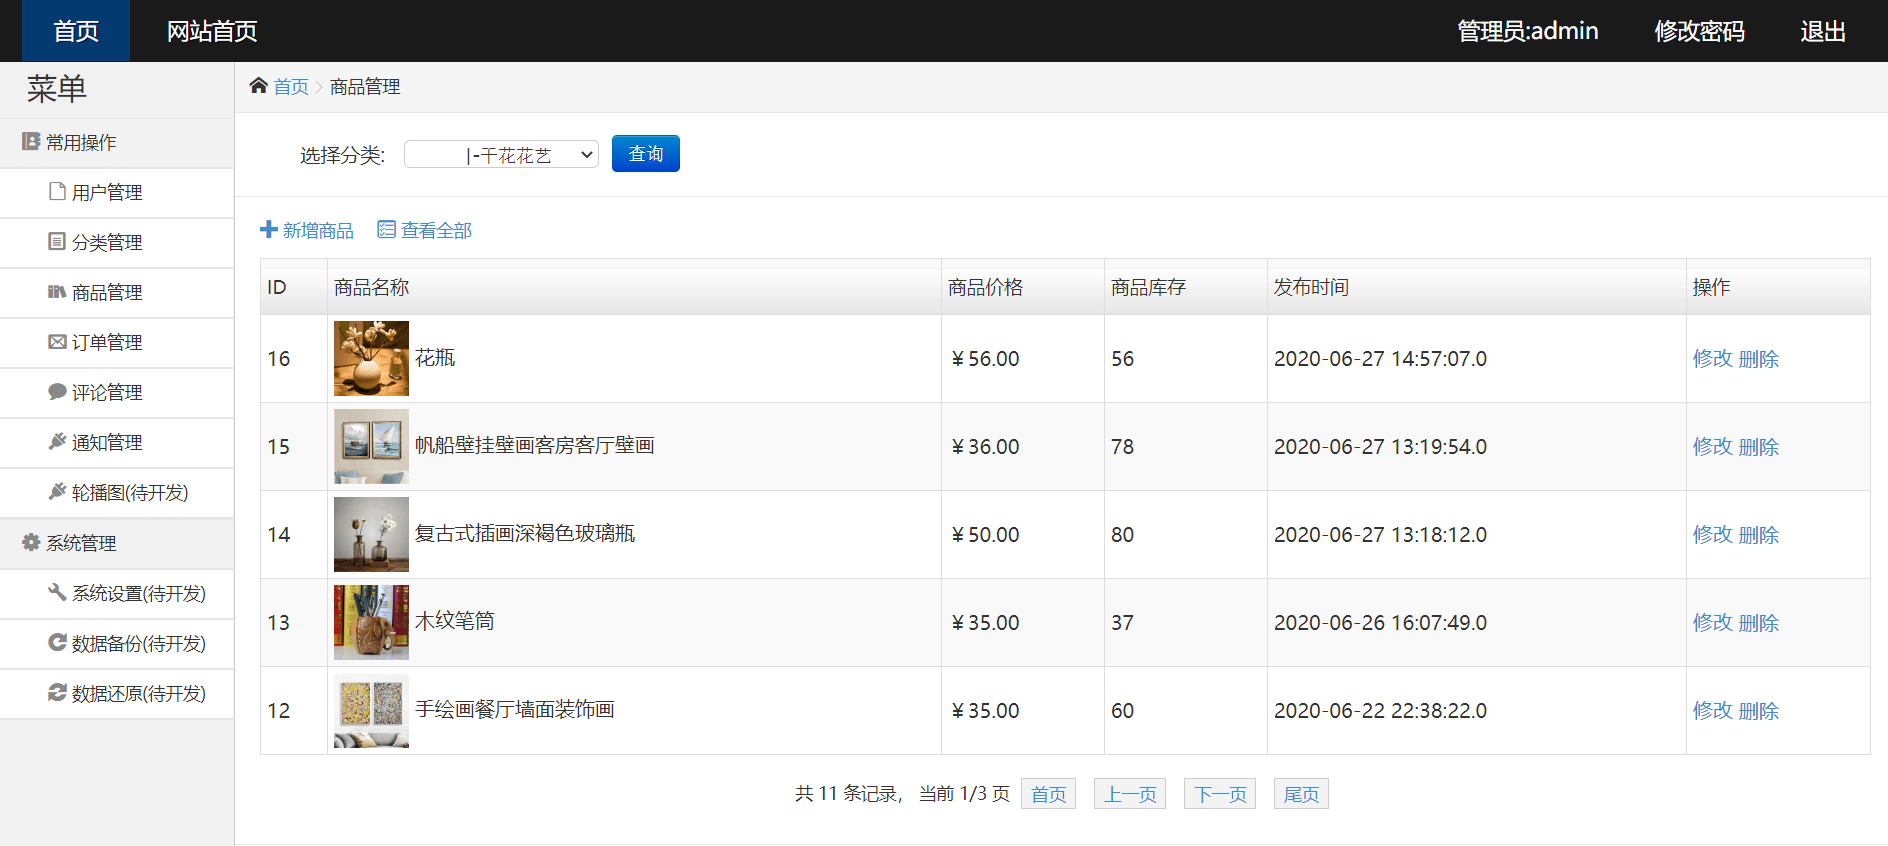 首页 网站首页 管理员:admin 修改密码 退出
菜单
首页 > 商品管理
常用操作
用户管理
分类管理
商品管理
订单管理
评论管理
通知管理
轮播图(待开发)
系统管理
系统设置(待开发)
数据备份(待开发)
数据还原(待开发)
选择分类: |-干花花艺 查询
新增商品 查看全部
ID 商品名称 商品价格 商品库存 发布时间 操作
16 花瓶 ¥56.00 56 2020-06-27 14:57:07.0 修改 删除
15 帆船壁挂壁画客房客厅壁画 ¥36.00 78 2020-06-27 13:19:54.0 修改 删除
14 复古式插画深褐色玻璃瓶 ¥50.00 80 2020-06-27 13:18:12.0 修改 删除
13 木纹笔筒 ¥35.00 37 2020-06-26 16:07:49.0 修改 删除
12 手绘画餐厅墙面装饰画 ¥35.00 60 2020-06-22 22:38:22.0 修改 删除
共 11 条记录， 当前 1/3 页 首页 上一页 下一页 尾页